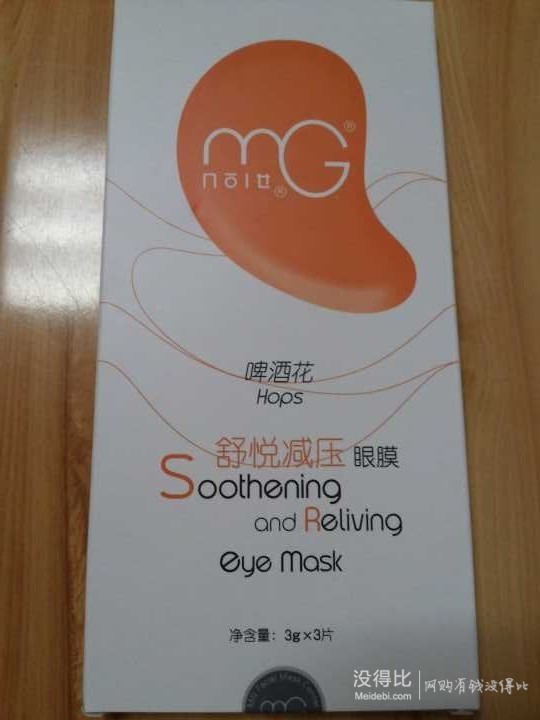 mG®
®
啤酒花
Hops
舒悦减压 眼膜
Soothening
and Reliving
eye Mask
净含量: 3g×3片
mG
没得比
Meidebi.com
网购有钱没得比